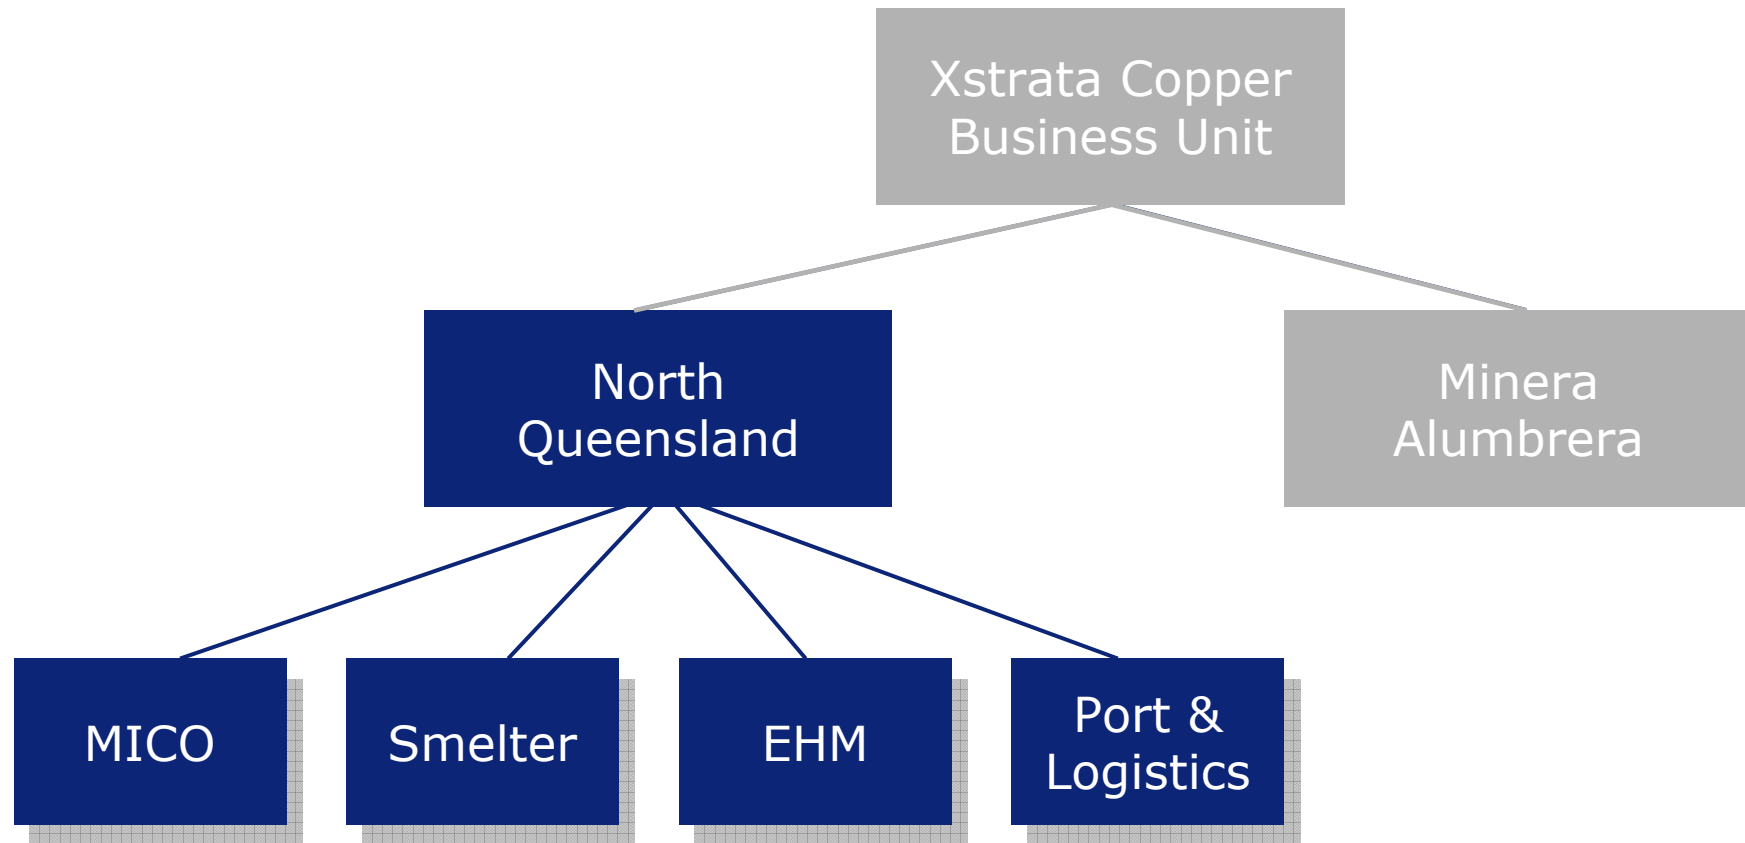 Xstrata Copper
Business Unit
North
Queensland
Minera
Alumbrera
MICO
Smelter
EHM
Port &
Logistics